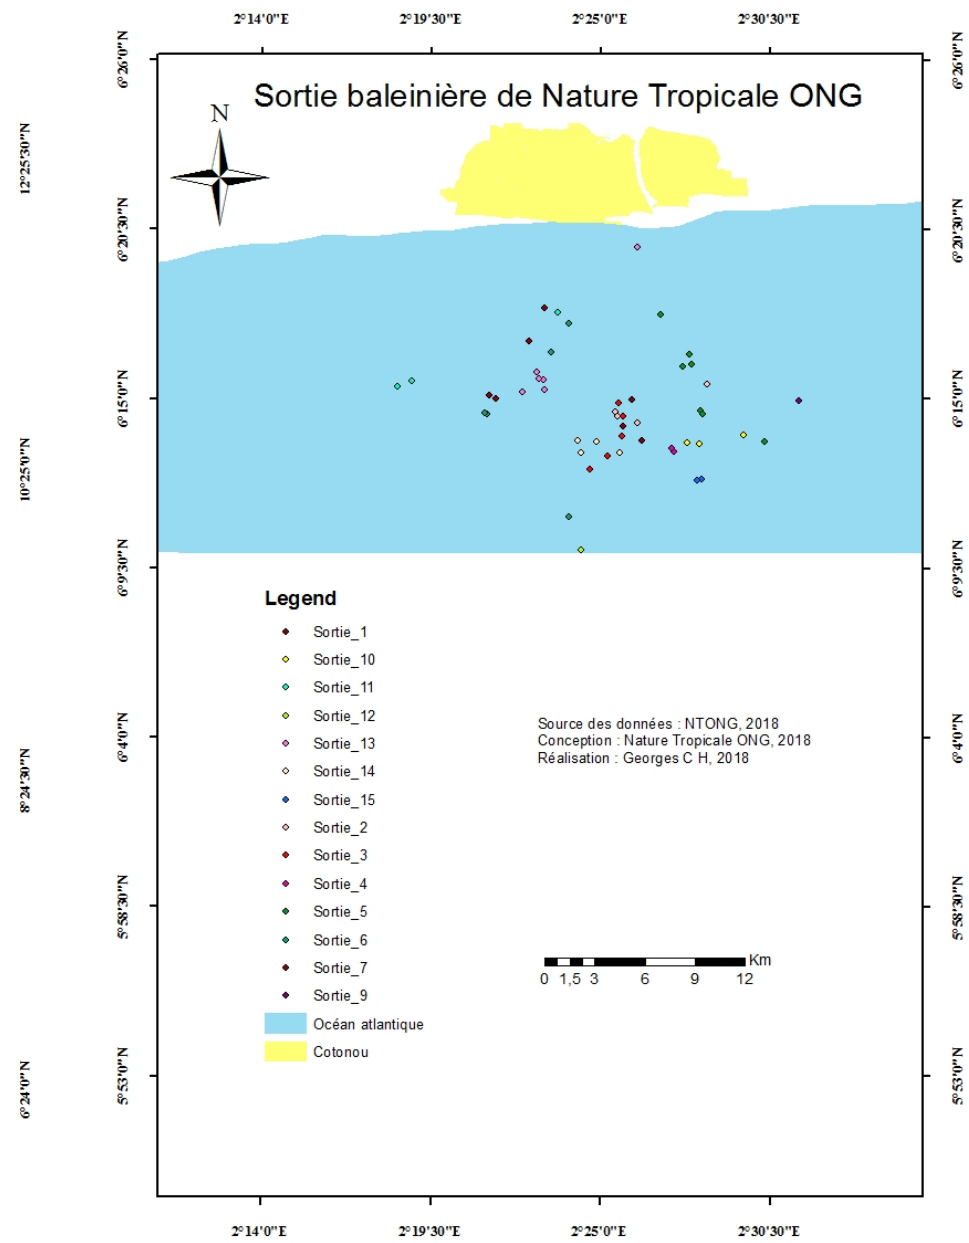 2°14'0"E 2°19'30"E 2°25'0"E 2°30'30"E
6°26'0"N 6°26'0"N
Sortie baleinière de Nature Tropicale ONG
N
12°25'30"N
6°20'30"N 6°20'30"N
6°15'0"N 6°15'0"N
10°25'0"N
6°9'30"N 6°9'30"N
Legend
Sortie_1
Sortie_10
Sortie_11
Sortie_12
Sortie_13
Sortie_14
Sortie_15
Sortie_2
Sortie_3
Sortie_4
Sortie_5
Sortie_6
Sortie_7
Sortie_9
Océan atlantique
Cotonou
Source des données : NTONG, 2018
Conception : Nature Tropicale ONG, 2018
Réalisation : Georges C H, 2018
6°4'0"N 6°4'0"N
8°24'30"N
5°58'30"N 5°58'30"N
Km
0 1,5 3 6 9 12
5°53'0"N 5°53'0"N
6°24'0"N
2°14'0"E 2°19'30"E 2°25'0"E 2°30'30"E